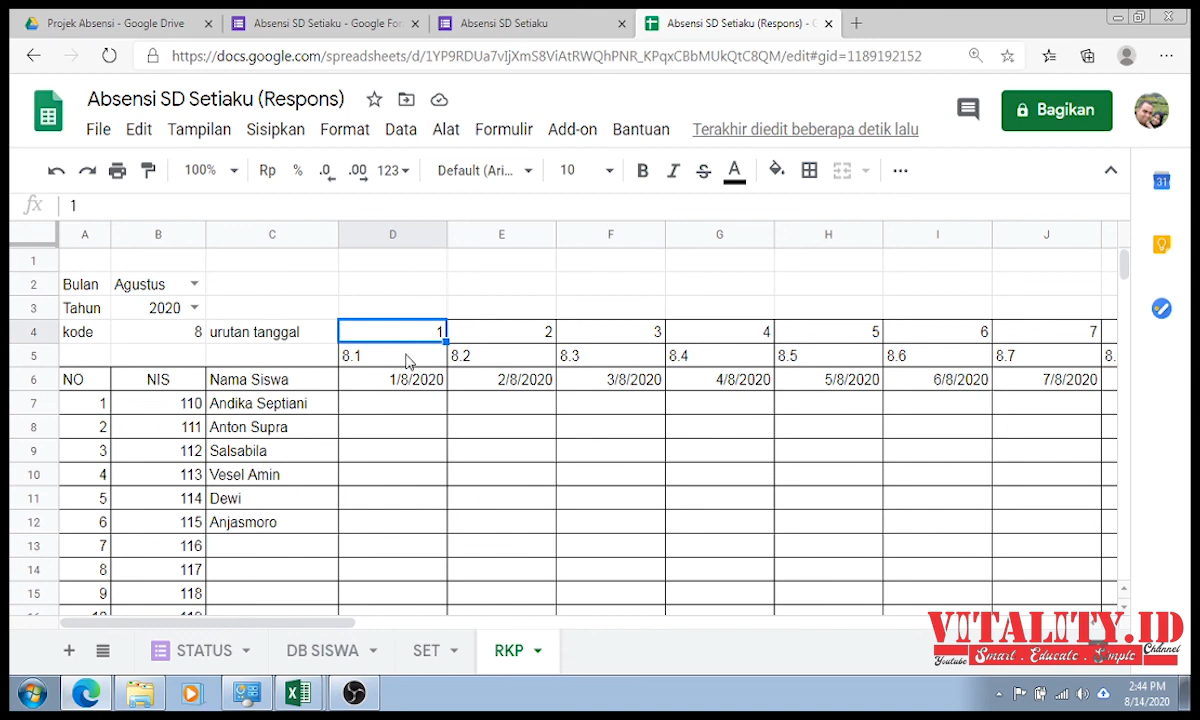 Projek Absensi - Google Drive
Absensi SD Setiaku - Google For
Absensi SD Setiaku
Absensi SD Setiaku (Respons) - G
https://docs.google.com/spreadsheets/d/1YP9RDUa7vIjXmS8ViAtRWQhPNR_KPqxCBbMUkQtC8QM/edit#gid=1189192152
Absensi SD Setiaku (Respons)
Bagikan
File Edit Tampilan Sisipkan Format Data Alat Formulir Add-on Bantuan Terakhir diedit beberapa detik lalu
100% Rp % .0 .00 123 Default (Ari... 10 B I S A ...
31
fx 1
A B C D E F G H I J
1
2 Bulan Agustus
3 Tahun 2020
4 kode 8 urutan tanggal 1 2 3 4 5 6 7
5 8.1 8.2 8.3 8.4 8.5 8.6 8.7 8.
6 NO NIS Nama Siswa 1/8/2020 2/8/2020 3/8/2020 4/8/2020 5/8/2020 6/8/2020 7/8/2020
7 1 110 Andika Septiani
8 2 111 Anton Supra
9 3 112 Salsabila
10 4 113 Vesel Amin
11 5 114 Dewi
12 6 115 Anjasmoro
13 7 116
14 8 117
15 9 118
STATUS DB SISWA SET RKP
VITALITY.ID
Youtube Smart . Educate . Simple Channel
2:44 PM
8/14/2020